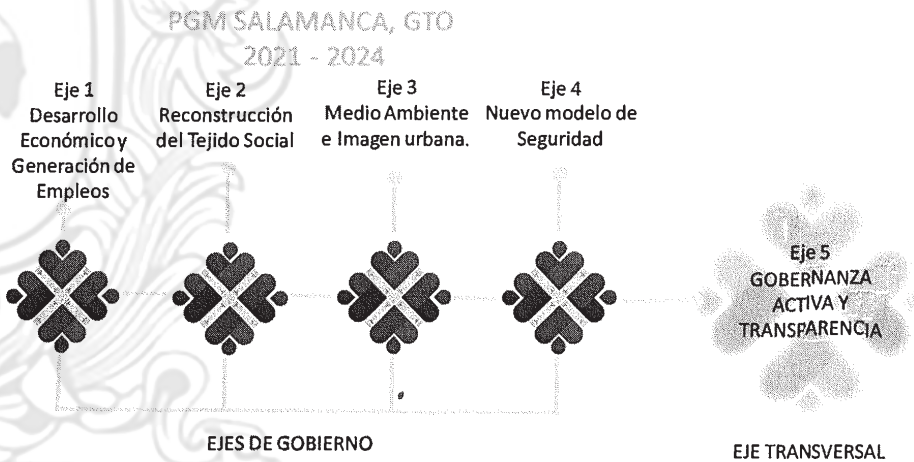 PGM SALAMANCA, GTO
2021 - 2024
Eje 1
Desarrollo
Económico y
Generación de
Empleos
Eje 2
Reconstrucción
del Tejido Social
Eje 3
Medio Ambiente
e Imagen urbana.
Eje 4
Nuevo modelo de
Seguridad
Eje 5
GOBERNANZA
ACTIVA Y
TRANSPARENCIA
EJES DE GOBIERNO
EJE TRANSVERSAL